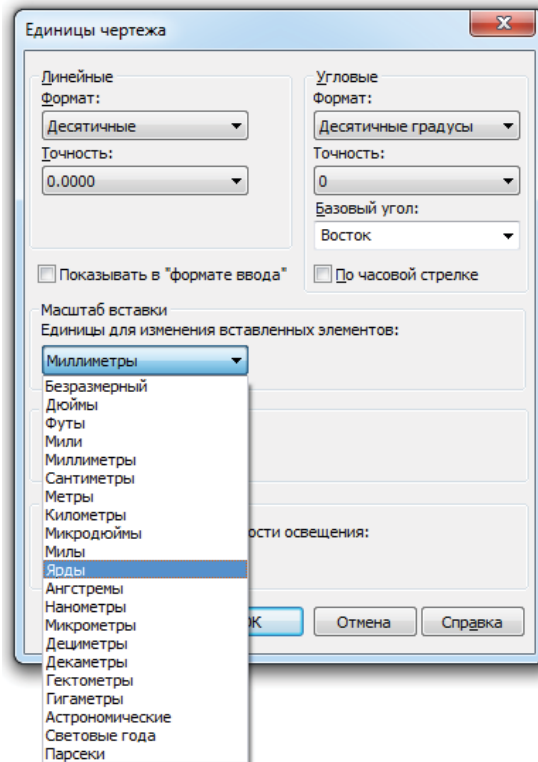 Единицы чертежа
Линейные
Формат:
Десятичные
Точность:
0.0000
Показывать в "формате ввода"
Угловые
Формат:
Десятичные градусы
Точность:
0
Базовый угол:
Восток
По часовой стрелке
Масштаб вставки
Единицы для изменения вставленных элементов:
Миллиметры
Безразмерный
Дюймы
Футы
Мили
Миллиметры
Сантиметры
Метры
Километры
Микродюймы
Милы
Ярды
Ангстремы
Нанометры
Микрометры
Дециметры
Декаметры
Гектометры
Гигаметры
Астрономические
Световые года
Парсеки
освещения:
Отмена
Справка